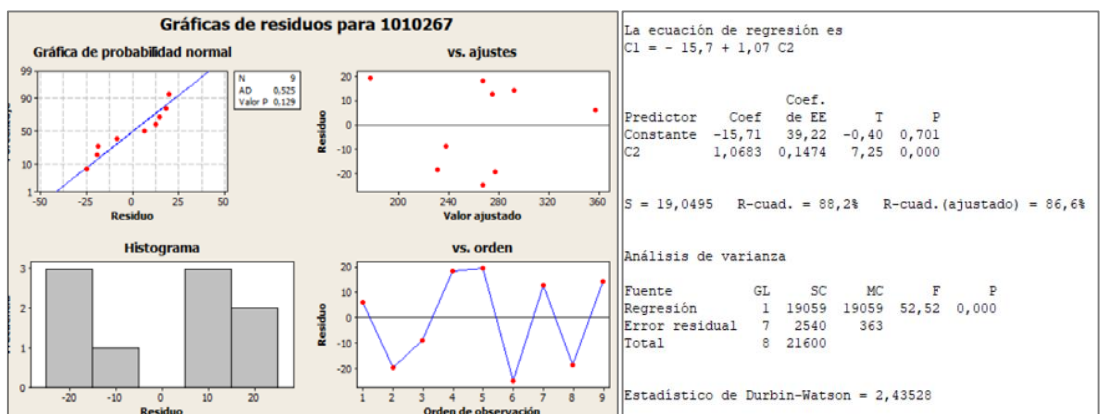 Gráficas de residuos para 1010267
Gráfica de probabilidad normal
99
90
50
10
1
-50 -25 0 25 50
Residuo
N 9
AD 0,525
Valor P 0,129
vs. ajustes
Residuo
20
10
0
-10
-20
200 240 280 320 360
Valor ajustado
Histograma
3
2
1
0
-20 -10 0 10 20
Residuo
vs. orden
Residuo
20
10
0
-10
-20
1 2 3 4 5 6 7 8 9
Orden de observación
La ecuación de regresión es
C1 = - 15,7 + 1,07 C2
Coef.
Predictor Coef de EE T P
Constante -15,71 39,22 -0,40 0,701
C2 1,0683 0,1474 7,25 0,000
S = 19,0495 R-cuad. = 88,2% R-cuad.(ajustado) = 86,6%
Análisis de varianza
Fuente GL SC MC F P
Regresión 1 19059 19059 52,52 0,000
Error residual 7 2540 363
Total 8 21600
Estadístico de Durbin-Watson = 2,43528